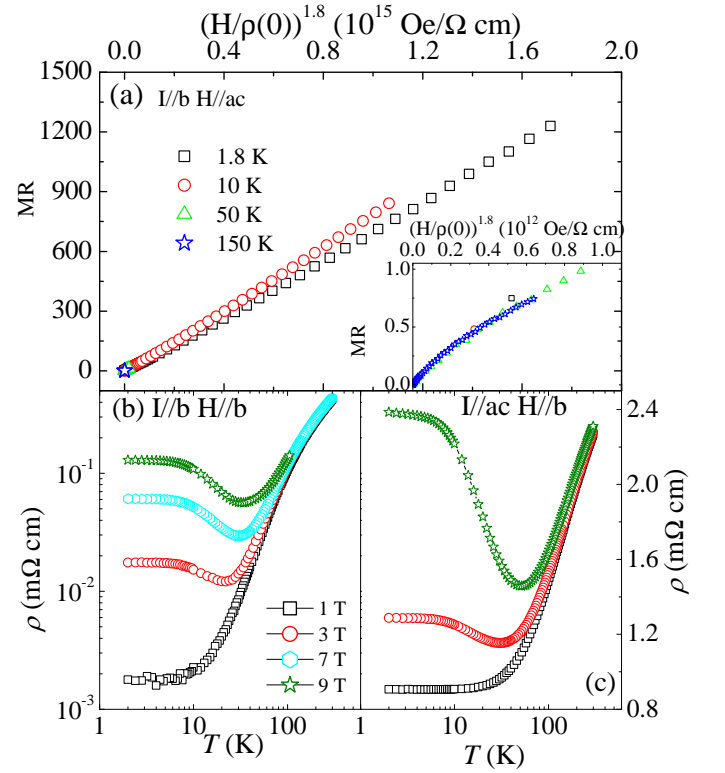 (H/ρ(0))^1.8 (10^15 Oe/Ω cm)
0.0 0.4 0.8 1.2 1.6 2.0
1500
1200
900
600
300
0
MR
(a) I//b H//ac
1.8 K
10 K
50 K
150 K
(H/ρ(0))^1.8 (10^12 Oe/Ω cm)
0.0 0.2 0.4 0.6 0.8 1.0
1.0
0.5
0.0
MR
(b) I//b H//b
10^-1
10^-2
10^-3
ρ (mΩ cm)
1 T
3 T
7 T
9 T
1 10 100
T (K)
I//ac H//b
2.4
2.0
1.6
1.2
0.8
ρ (mΩ cm)
(c)
1 10 100
T (K)